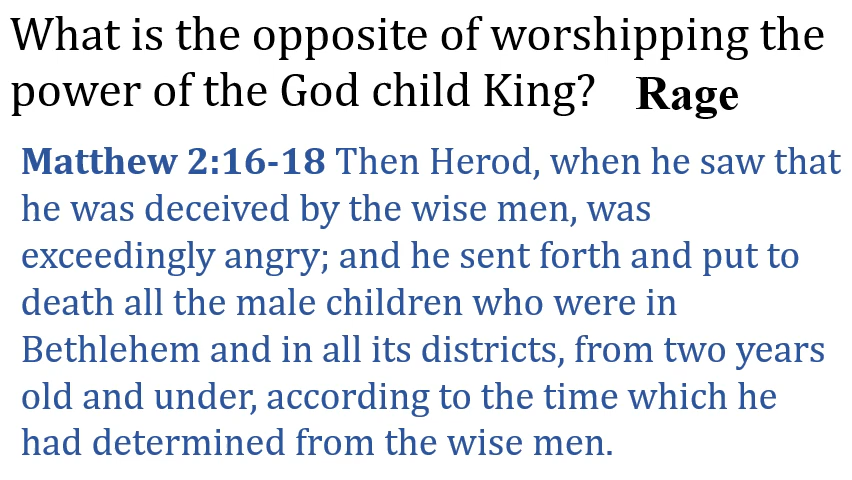 What is the opposite of worshipping the
power of the God child King? Rage
Matthew 2:16-18 Then Herod, when he saw that
he was deceived by the wise men, was
exceedingly angry; and he sent forth and put to
death all the male children who were in
Bethlehem and in all its districts, from two years
old and under, according to the time which he
had determined from the wise men.